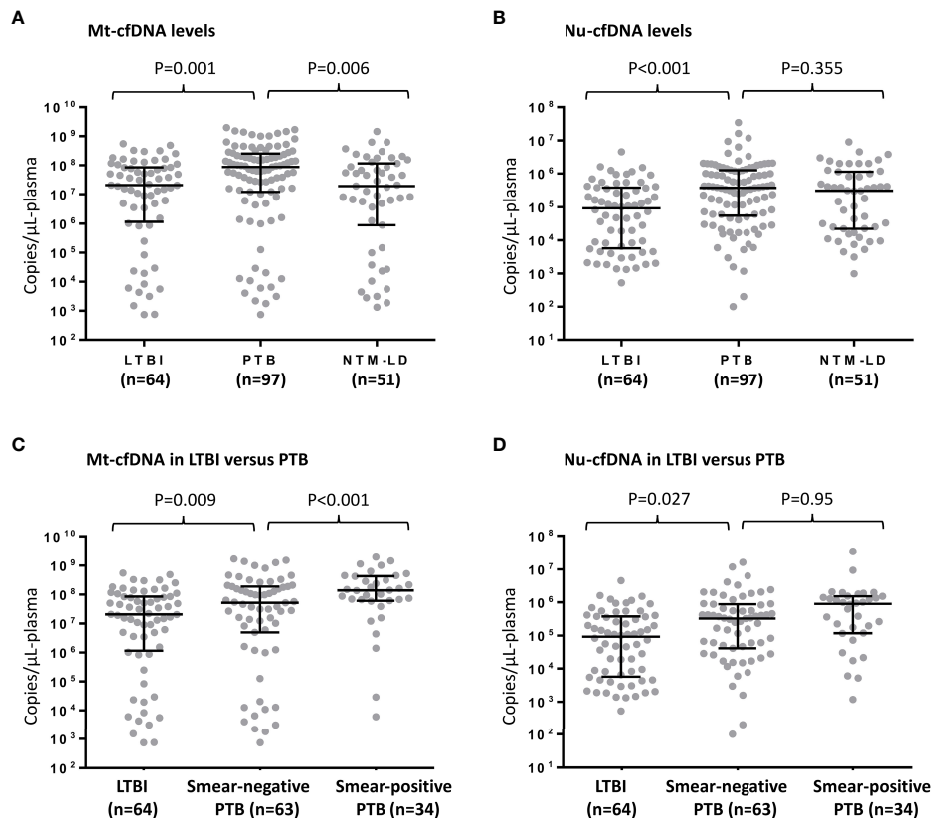 A
Mt-cfDNA levels
P=0.001 P=0.006
Copies/µL-plasma
10 10
10 9
10 8
10 7
10 6
10 5
10 4
10 3
10 2
LTBI PTB NTM-LD
(n=64) (n=97) (n=51)
B
Nu-cfDNA levels
P<0.001 P=0.355
Copies/µL-plasma
10 8
10 7
10 6
10 5
10 4
10 3
10 2
10 1
LTBI PTB NTM-LD
(n=64) (n=97) (n=51)
C
Mt-cfDNA in LTBI versus PTB
P=0.009 P<0.001
Copies/µL-plasma
10 10
10 9
10 8
10 7
10 6
10 5
10 4
10 3
10 2
LTBI Smear-negative Smear-positive
(n=64) PTB (n=63) PTB (n=34)
D
Nu-cfDNA in LTBI versus PTB
P=0.027 P=0.95
Copies/µL-plasma
10 8
10 7
10 6
10 5
10 4
10 3
10 2
10 1
LTBI Smear-negative Smear-positive
(n=64) PTB (n=63) PTB (n=34)